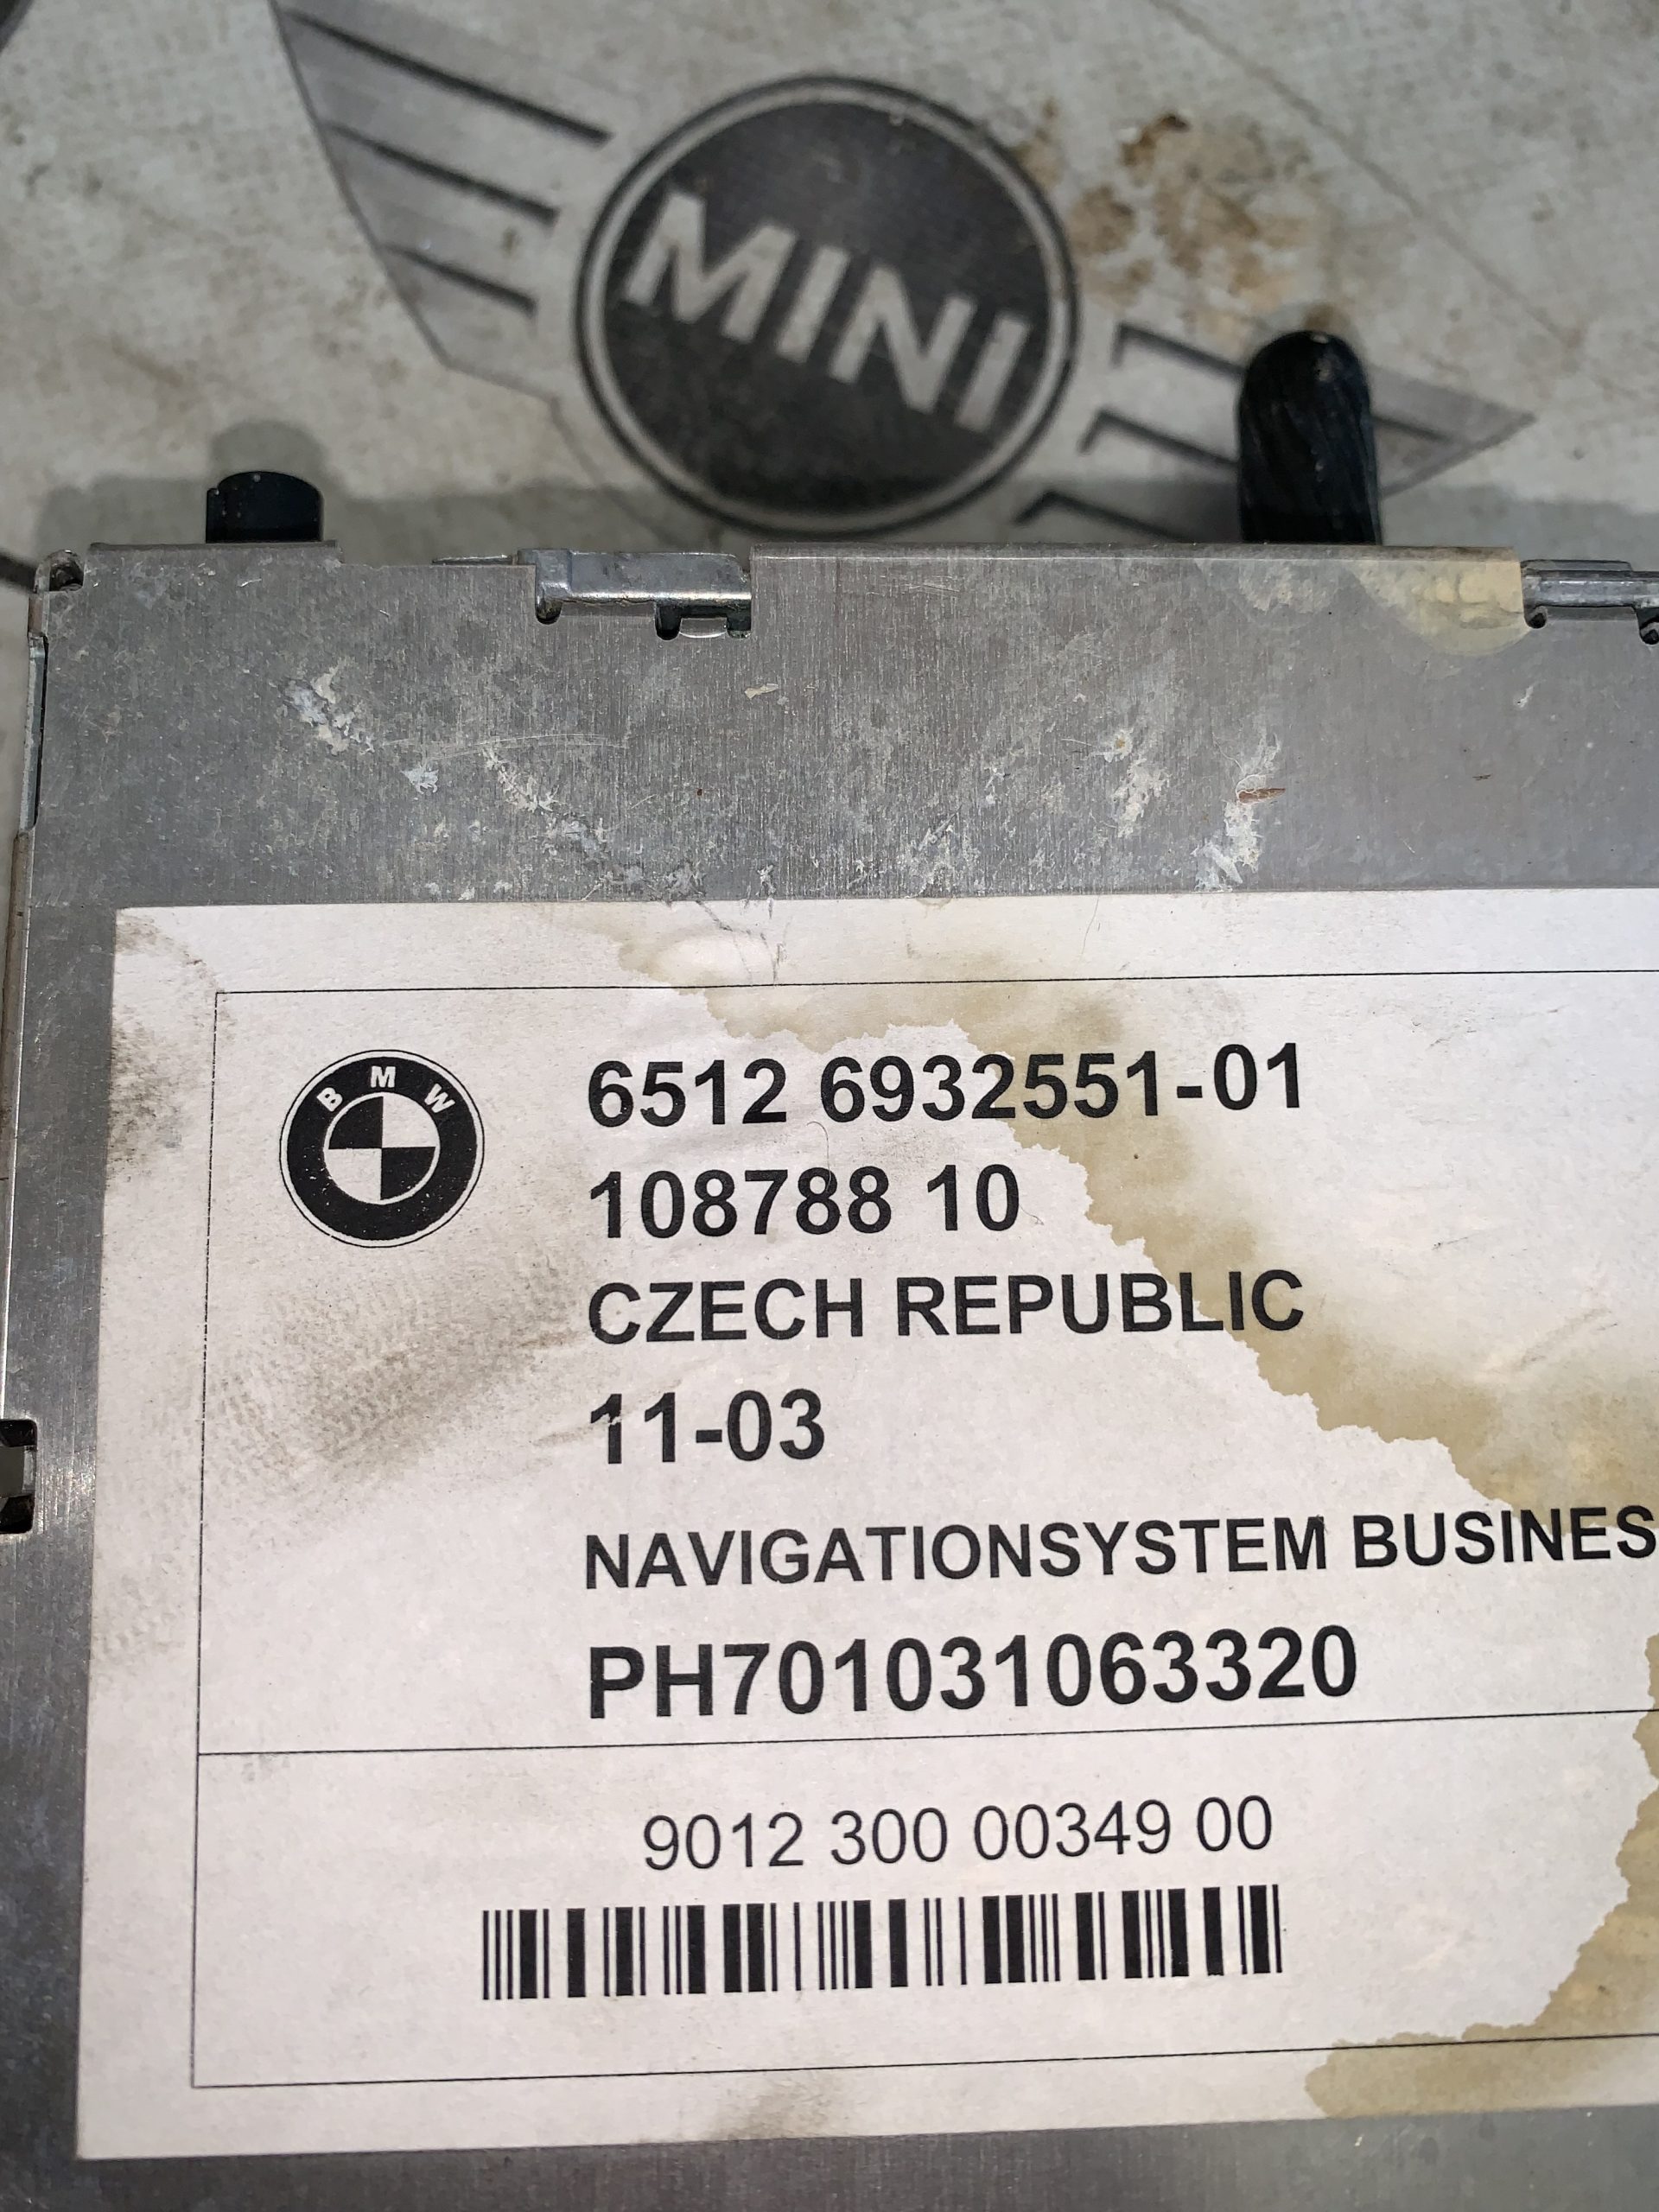 MINI
BMW
6512 6932551-01
108788 10
CZECH REPUBLIC
11-03
NAVIGATIONSYSTEM BUSINES
PH701031063320
9012 300 00349 00